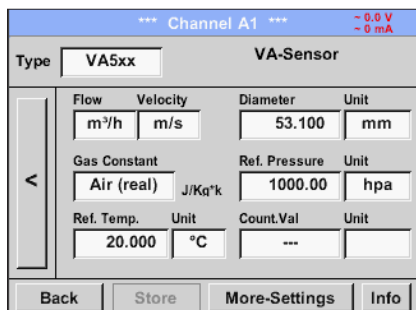 *** Channel A1 ***
~ 0.0 V
~ 0 mA
Type VA5xx VA-Sensor
Flow Velocity Diameter Unit
m³/h m/s 53.100 mm
Gas Constant Ref. Pressure Unit
< Air (real) J/Kg*k 1000.00 hpa
Ref. Temp. Unit Count.Val Unit
20.000 °C ---
Back Store More-Settings Info